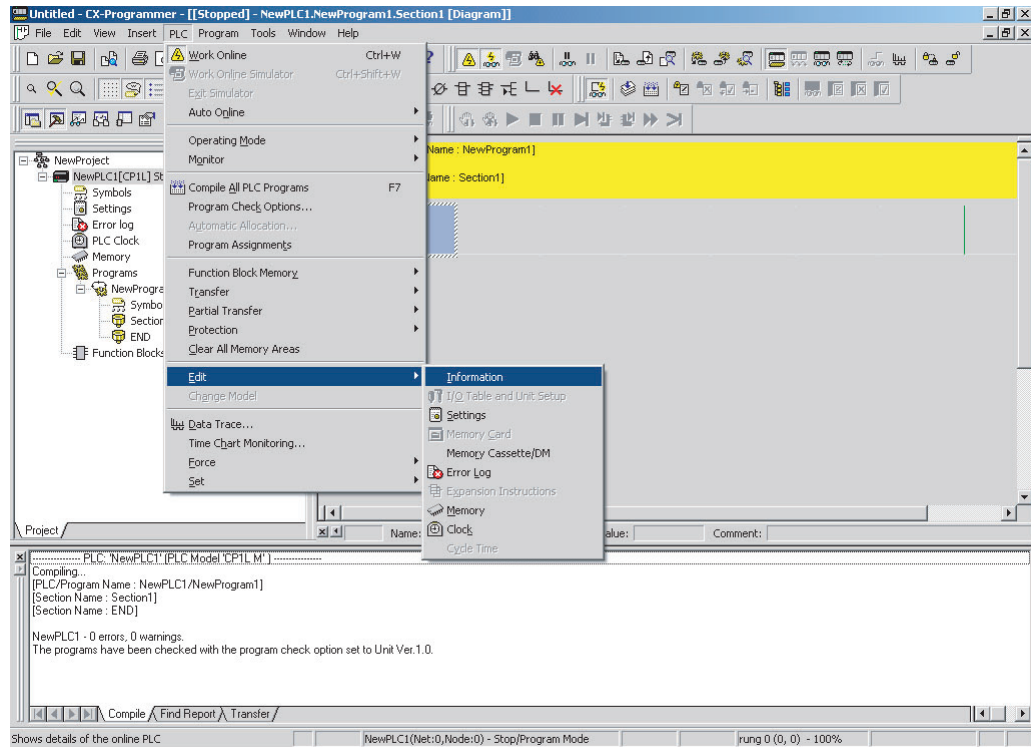 Untitled - CX-Programmer - [[Stopped] - NewPLC1.NewProgram1.Section1 [Diagram]]
File Edit View Insert PLC Program Tools Window Help
Work Online Ctrl+W
Work Online Simulator Ctrl+Shift+W
Exit Simulator
Auto Online
Operating Mode
Monitor
Compile All PLC Programs F7
Program Check Options...
Automatic Allocation...
Program Assignments
Function Block Memory
Transfer
Partial Transfer
Protection
Clear All Memory Areas
Edit
Change Model
Data Trace...
Time Chart Monitoring...
Force
Set
Information
I/O Table and Unit Setup
Settings
Memory Card
Memory Cassette/DM
Error Log
Expansion Instructions
Memory
Clock
Cycle Time
NewProject
NewPLC1[CP1L] St
Symbols
Settings
Error log
PLC Clock
Memory
Programs
NewProgra
Symbo
Section
END
Function Blocks
Name : NewProgram1]
Name : Section1]
Project
Name: alue: Comment:
---------------- PLC: 'NewPLC1' (PLC Model 'CP1L M' ) ----------------
Compiling...
[PLC/Program Name : NewPLC1/NewProgram1]
[Section Name : Section1]
[Section Name : END]
NewPLC1 - 0 errors, 0 warnings.
The programs have been checked with the program check option set to Unit Ver.1.0.
Compile Find Report Transfer
Shows details of the online PLC NewPLC1(Net:0,Node:0) - Stop/Program Mode rung 0 (0, 0) - 100%